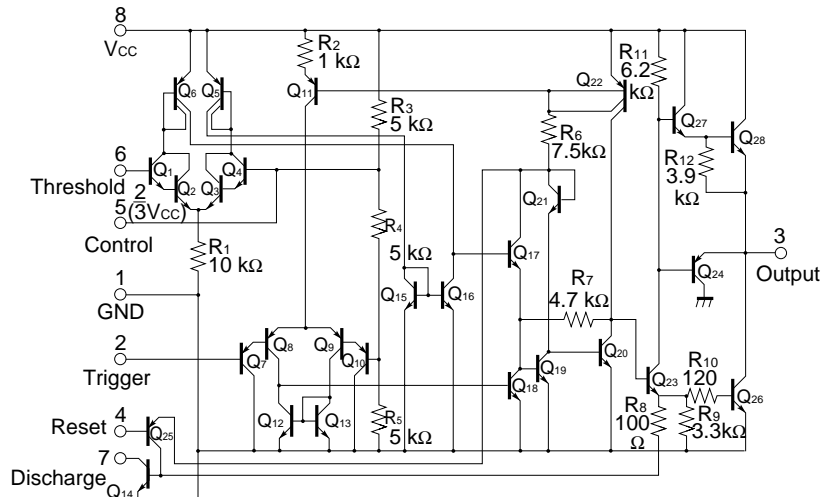 8
VCC
R2
1 kΩ
R11
6.2
kΩ
Q6
Q5
Q11
Q22
Q27
Q28
R3
5 kΩ
R6
7.5kΩ
R12
3.9
kΩ
6
Threshold
Q1
Q2
Q3
Q4
2
3
(  VCC)
5
Control
Q21
R4
5 kΩ
3
Output
R1
10 kΩ
Q17
Q24
1
GND
Q15
Q16
R7
4.7 kΩ
2
Trigger
Q7
Q8
Q9
Q10
Q18
Q19
Q20
Q23
R10
120
Q26
4
Reset
Q25
Q12
Q13
R5
5 kΩ
R8
100
Ω
R9
3.3kΩ
7
Discharge
Q14